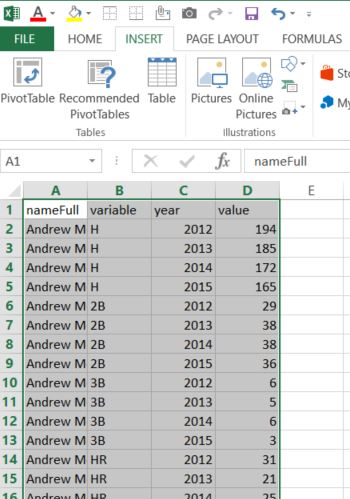 FILE HOME INSERT PAGE LAYOUT FORMULAS
PivotTable Recommended PivotTables Table Pictures Online Pictures Sto
My
Tables Illustrations
A1 fx nameFull
A B C D E
1 nameFull variable year value
2 Andrew M H 2012 194
3 Andrew M H 2013 185
4 Andrew M H 2014 172
5 Andrew M H 2015 165
6 Andrew M 2B 2012 29
7 Andrew M 2B 2013 38
8 Andrew M 2B 2014 38
9 Andrew M 2B 2015 36
10 Andrew M 3B 2012 6
11 Andrew M 3B 2013 5
12 Andrew M 3B 2014 6
13 Andrew M 3B 2015 3
14 Andrew M HR 2012 31
15 Andrew M HR 2013 21
16 Andrew M HR 2014 25